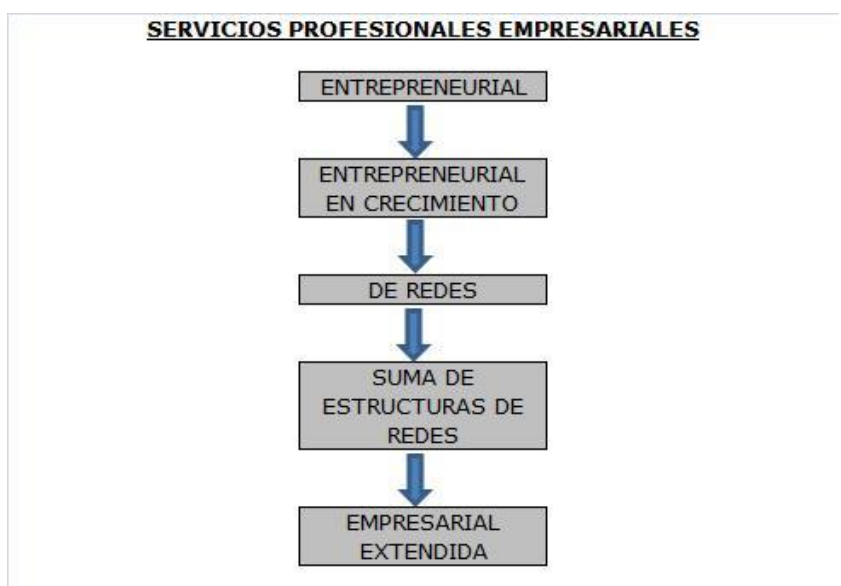 SERVICIOS PROFESIONALES EMPRESARIALES
ENTREPRENEURIAL
ENTREPRENEURIAL
EN CRECIMIENTO
DE REDES
SUMA DE
ESTRUCTURAS DE
REDES
EMPRESARIAL
EXTENDIDA